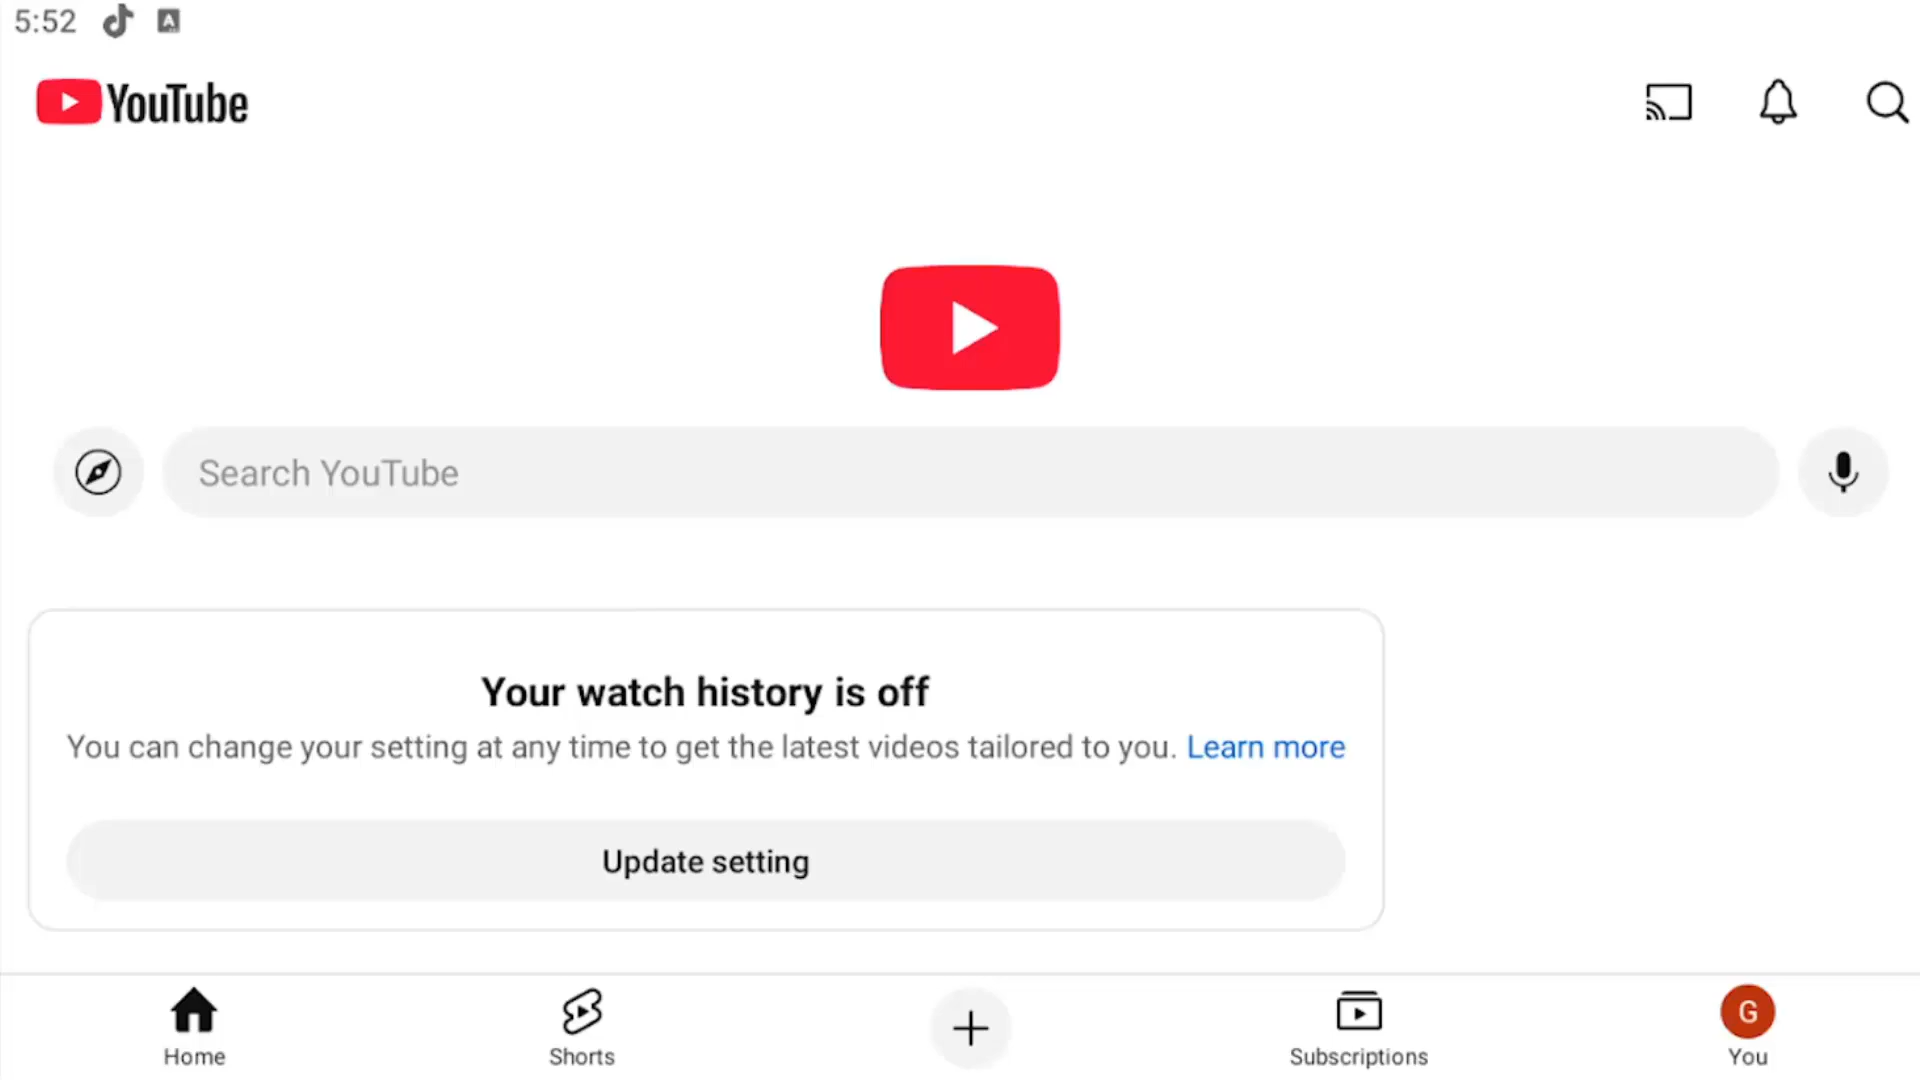 5:52
YouTube
Search YouTube
Your watch history is off
You can change your setting at any time to get the latest videos tailored to you. Learn more
Update setting
Home
Shorts
Subscriptions
G
You